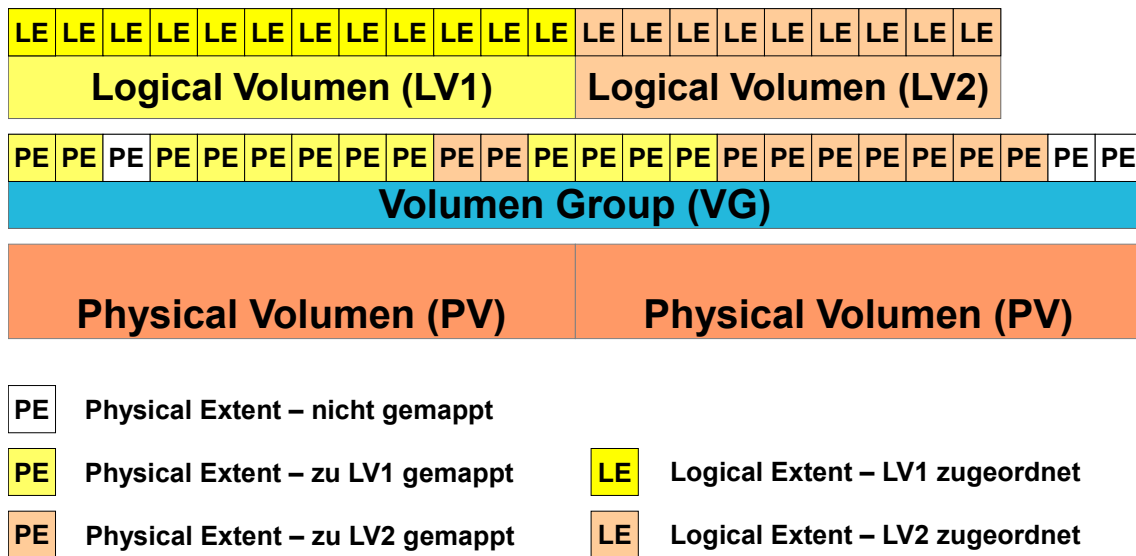 LE LE LE LE LE LE LE LE LE LE LE LE LE LE LE LE LE LE LE LE LE
Logical Volumen (LV1) Logical Volumen (LV2)
PE PE PE PE PE PE PE PE PE PE PE PE PE PE PE PE PE PE PE PE PE PE PE PE
Volumen Group (VG)
Physical Volumen (PV) Physical Volumen (PV)
PE Physical Extent – nicht gemappt
PE Physical Extent – zu LV1 gemappt LE Logical Extent – LV1 zugeordnet
PE Physical Extent – zu LV2 gemappt LE Logical Extent – LV2 zugeordnet